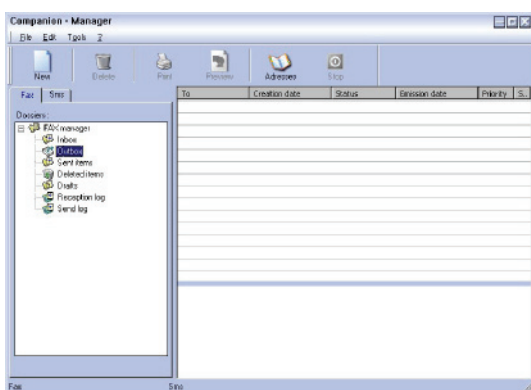 Companion - Manager
File Edit Tools ?
New Delete Print Preview Adresses Stop
Fax Sms
To Creation date Status Emission date Priority S...
Dossiers :
FAX manager
Inbox
Outbox
Sent items
Deleted items
Drafts
Reception log
Send log
Fax Sms